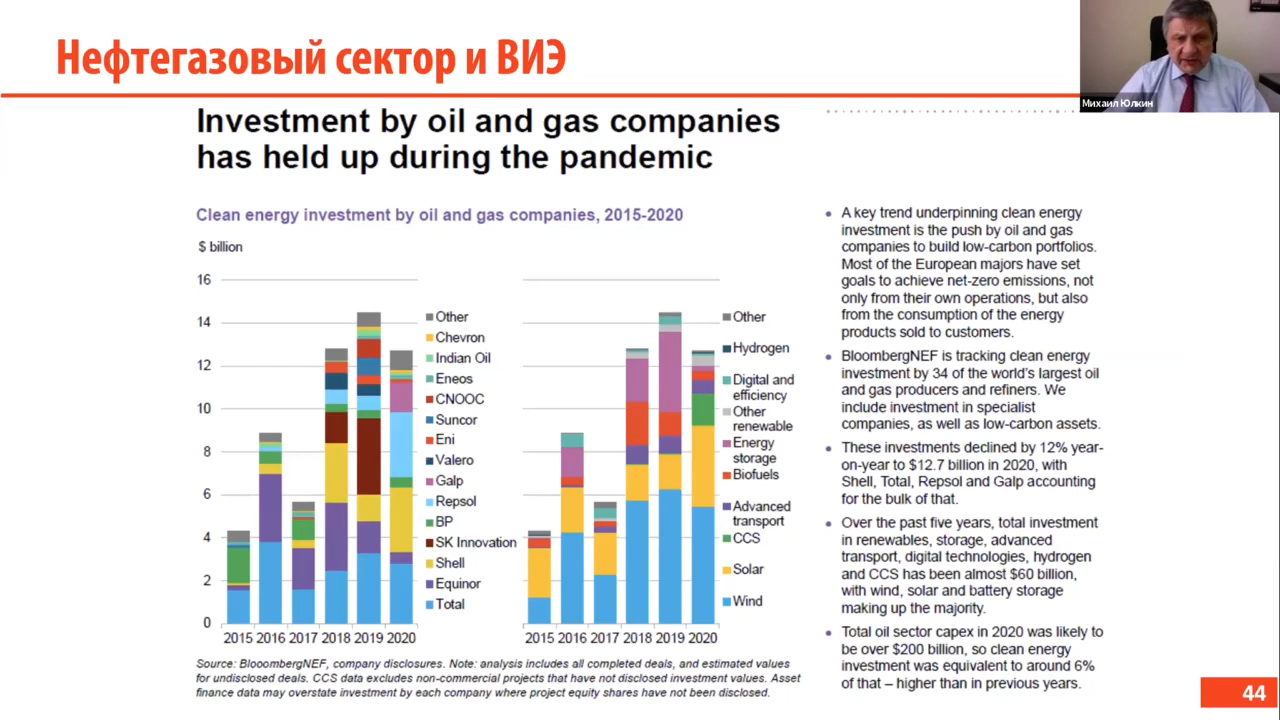 Нефтегазовый сектор и ВИЭ
Михаил Юлкин
Investment by oil and gas companies
has held up during the pandemic
Clean energy investment by oil and gas companies, 2015-2020
$ billion
16
14
12
10
8
6
4
2
0
2015 2016 2017 2018 2019 2020
Other
Chevron
Indian Oil
Eneos
CNOOC
Suncor
Eni
Valero
Galp
Repsol
BP
SK Innovation
Shell
Equinor
Total
2015 2016 2017 2018 2019 2020
Other
Hydrogen
Digital and
efficiency
Other
renewable
Energy
storage
Biofuels
Advanced
transport
CCS
Solar
Wind
Source: BlooombergNEF, company disclosures. Note: analysis includes all completed deals, and estimated values
for undisclosed deals. CCS data excludes non-commercial projects that have not disclosed investment values. Asset
finance data may overstate investment by each company where project equity shares have not been disclosed.
• A key trend underpinning clean energy
investment is the push by oil and gas
companies to build low-carbon portfolios.
Most of the European majors have set
goals to achieve net-zero emissions, not
only from their own operations, but also
from the consumption of the energy
products sold to customers.
• BloombergNEF is tracking clean energy
investment by 34 of the world's largest oil
and gas producers and refiners. We
include investment in specialist
companies, as well as low-carbon assets.
• These investments declined by 12% year-
on-year to $12.7 billion in 2020, with
Shell, Total, Repsol and Galp accounting
for the bulk of that.
• Over the past five years, total investment
in renewables, storage, advanced
transport, digital technologies, hydrogen
and CCS has been almost $60 billion,
with wind, solar and battery storage
making up the majority.
• Total oil sector capex in 2020 was likely to
be over $200 billion, so clean energy
investment was equivalent to around 6%
of that – higher than in previous years.
44